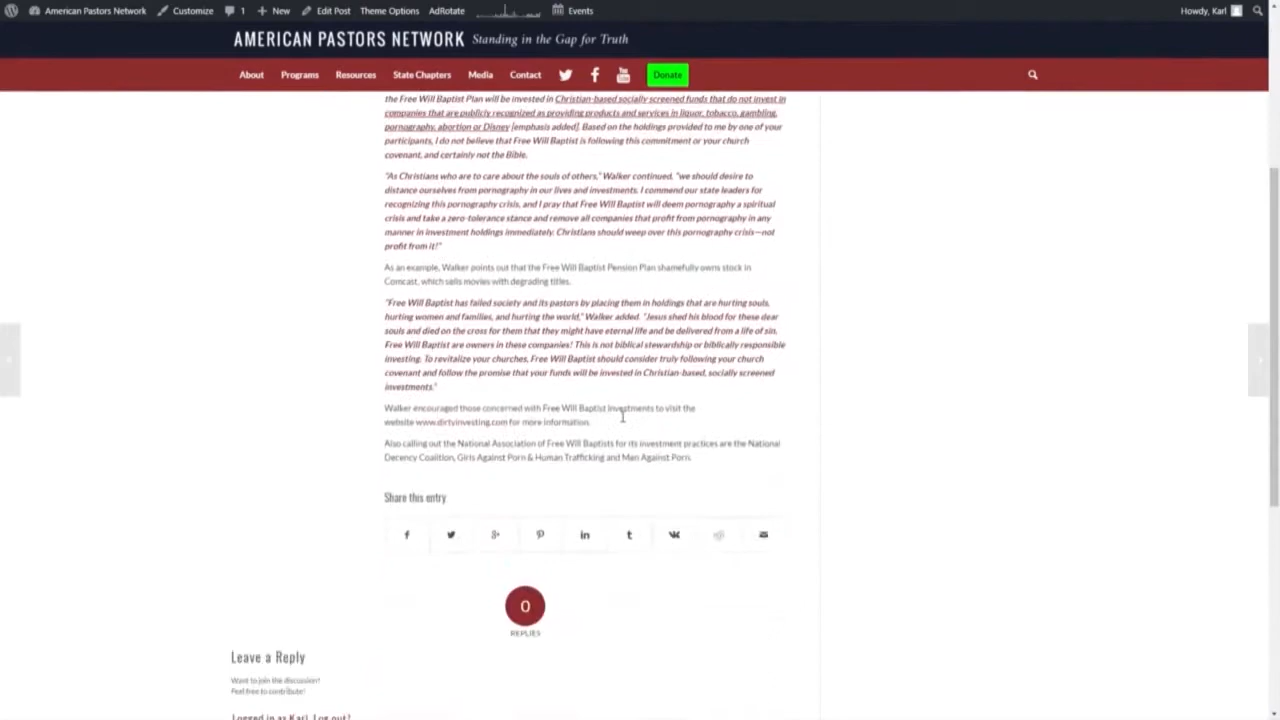 American Pastors Network Customize 1 New Edit Post Theme Options AdRotate Events Howdy, Karl
AMERICAN PASTORS NETWORK Standing in the Gap for Truth
About Programs Resources State Chapters Media Contact You Tube Donate
the Free Will Baptist Plan will be invested in Christian-based socially screened funds that do not invest in
companies that are publicly recognized as providing products and services in liquor, tobacco, gambling,
pornography, abortion or Disney [emphasis added]. Based on the holdings provided to me by one of your
participants, I do not believe that Free Will Baptist is following this commitment or your church
covenant, and certainly not the Bible.
"As Christians who are to care about the souls of others," Walker continued, "we should desire to
distance ourselves from pornography in our lives and investments. I commend our state leaders for
recognizing this pornography crisis, and I pray that Free Will Baptist will deem pornography a spiritual
crisis and take a zero-tolerance stance and remove all companies that profit from pornography in any
manner in investment holdings immediately. Christians should weep over this pornography crisis—not
profit from it!"
As an example, Walker points out that the Free Will Baptist Pension Plan shamefully owns stock in
Comcast, which sells movies with degrading titles.
"Free Will Baptist has failed society and its pastors by placing them in holdings that are hurting souls,
hurting women and families, and hurting the world," Walker added. "Jesus shed his blood for these dear
souls and died on the cross for them that they might have eternal life and be delivered from a life of sin.
Free Will Baptist are owners in these companies! This is not biblical stewardship or biblically responsible
investing. To revitalize your churches, Free Will Baptist should consider truly following your church
covenant and follow the promise that your funds will be invested in Christian-based, socially screened
investments."
Walker encouraged those concerned with Free Will Baptist Investments to visit the
website www.dirtyinvesting.com for more information.
Also calling out the National Association of Free Will Baptists for its investment practices are the National
Decency Coalition, Girls Against Porn & Human Trafficking and Men Against Porn.
Share this entry
0
REPLIES
Leave a Reply
Want to join the discussion?
Feel free to contribute!
Logged in as Karl. Log out?